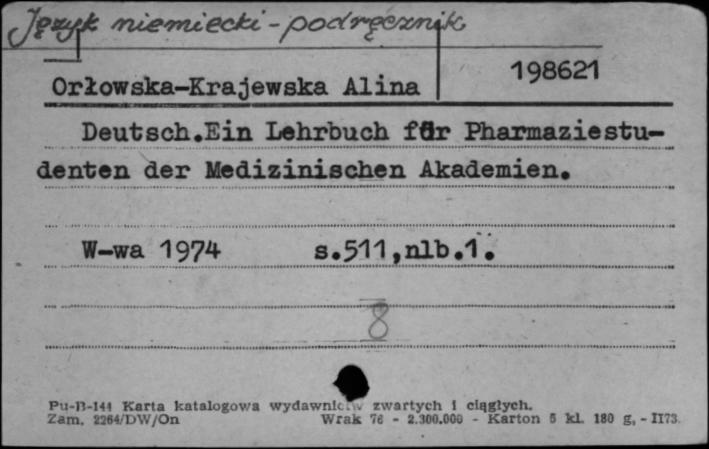 Język niemiecki - podręcznik
Orłowska-Krajewska Alina
198621
Deutsch.Ein Lehrbuch für Pharmaziestu-
denten der Medizinischen Akademien.
W-wa 1974 s.511,nlb.1.
8
Pu-B-144 Karta katalogowa wydawnictw zwartych i ciągłych.
Zam. 2264/DW/On Wrak 76 - 2.300.000 - Karton 5 kl. 180 g, - II73.